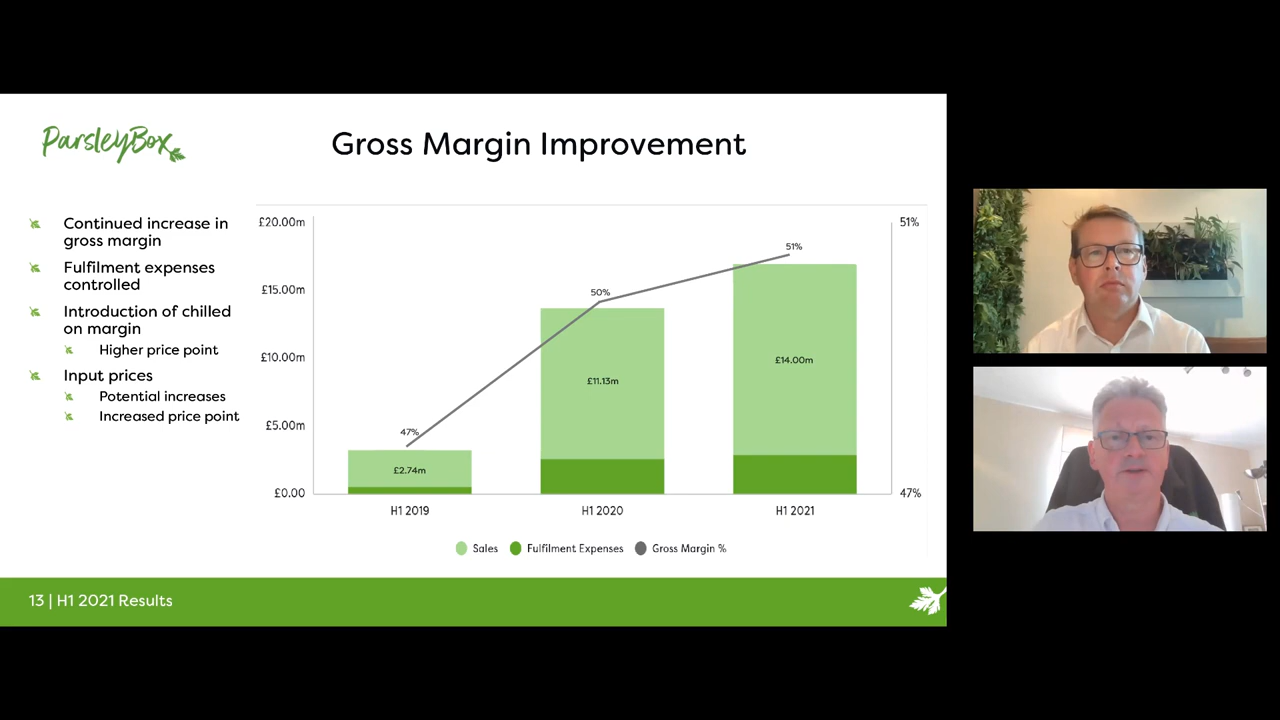 ParsleyBox
Gross Margin Improvement
Continued increase in
gross margin
Fulfilment expenses
controlled
Introduction of chilled
on margin
Higher price point
Input prices
Potential increases
Increased price point
£20.00m
£15.00m
£10.00m
£5.00m
£0.00
51%
47%
47%
50%
51%
£2.74m
£11.13m
£14.00m
H1 2019
H1 2020
H1 2021
Sales
Fulfilment Expenses
Gross Margin %
13 | H1 2021 Results